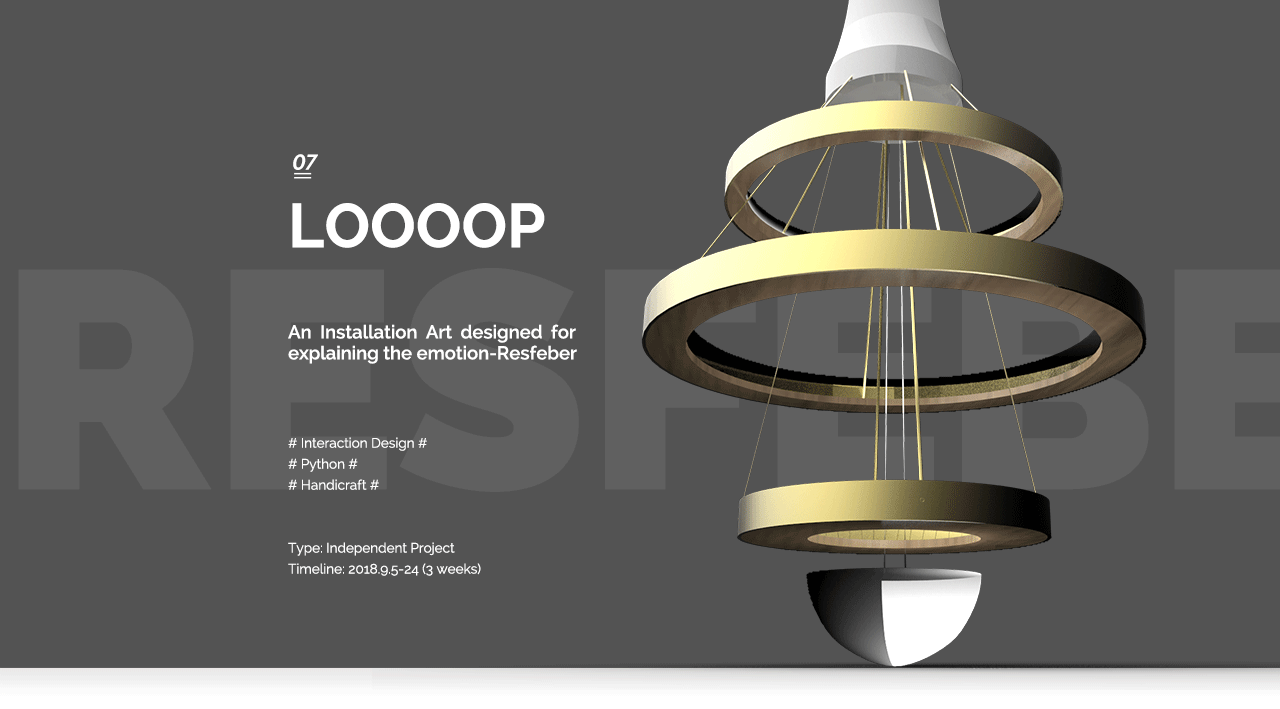 07
LOOOOP
RESFEBE
An Installation Art designed for
explaining the emotion-Resfeber
# Interaction Design #
# Python #
# Handicraft #
Type: Independent Project
Timeline: 2018.9.5-24 (3 weeks)